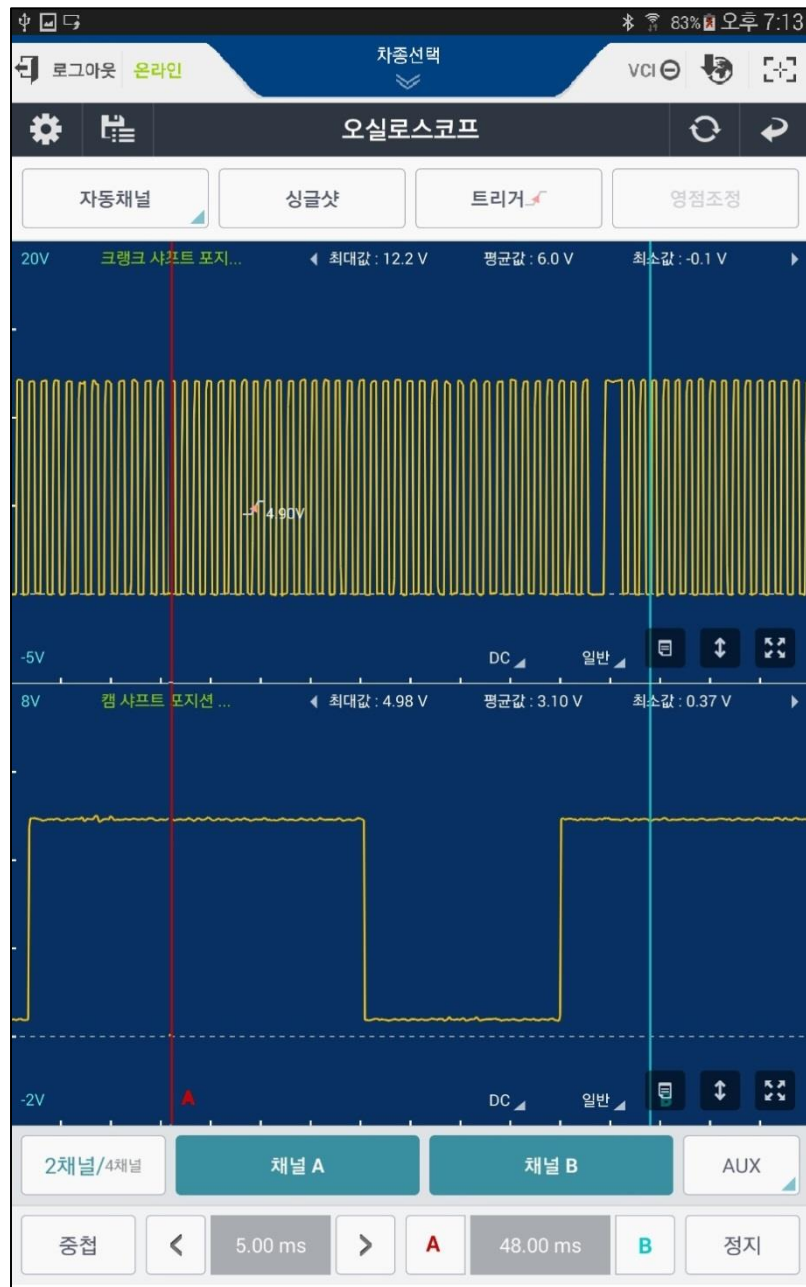 83% 오후 7:13
로그아웃 온라인 차종선택 VCI
오실로스코프
자동채널 싱글샷 트리거 영점조정
20V 크랭크 샤프트 포지... 최대값 : 12.2 V 평균값 : 6.0 V 최소값 : -0.1 V
4.90V
-5V DC 일반
8V 캠 샤프트 포지션 ... 최대값 : 4.98 V 평균값 : 3.10 V 최소값 : 0.37 V
-2V A DC 일반 B
2채널/4채널 채널 A 채널 B AUX
중첩 < 5.00 ms > A 48.00 ms B 정지